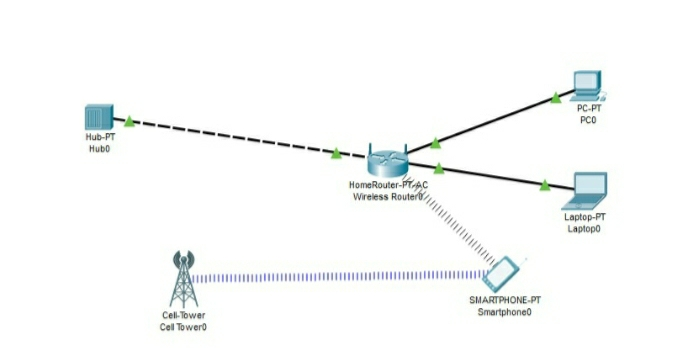 PC-PT
PC0
Hub-PT
Hub0
HomeRouter-PT-AC
Wireless Router0
Laptop-PT
Laptop0
SMARTPHONE-PT
Smartphone0
Cell-Tower
Cell Tower0